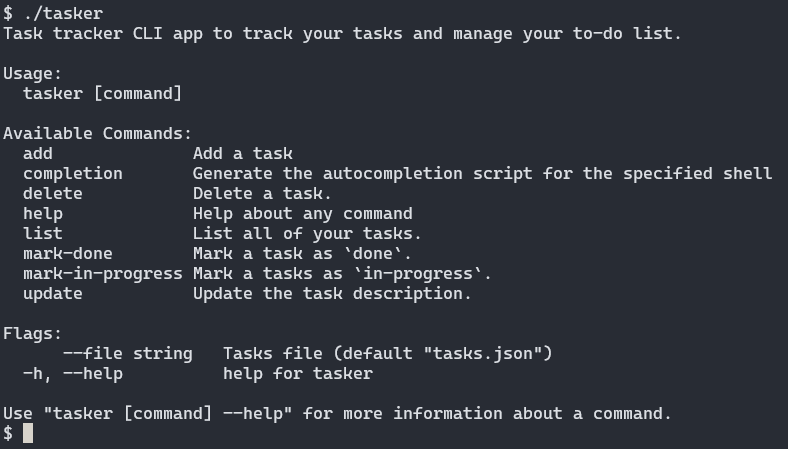 $ ./tasker
Task tracker CLI app to track your tasks and manage your to-do list.

Usage:
  tasker [command]

Available Commands:
  add              Add a task
  completion       Generate the autocompletion script for the specified shell
  delete           Delete a task.
  help             Help about any command
  list             List all of your tasks.
  mark-done        Mark a task as `done`.
  mark-in-progress Mark a tasks as `in-progress`.
  update           Update the task description.

Flags:
      --file string   Tasks file (default "tasks.json")
  -h, --help          help for tasker

Use "tasker [command] --help" for more information about a command.
$